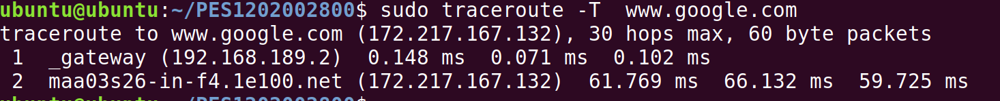 ubuntu@ubuntu:~/PES1202002800$ sudo traceroute -T  www.google.com
traceroute to www.google.com (172.217.167.132), 30 hops max, 60 byte packets
 1  _gateway (192.168.189.2)  0.148 ms  0.071 ms  0.102 ms
 2  maa03s26-in-f4.1e100.net (172.217.167.132)  61.769 ms  66.132 ms  59.725 ms
ubuntu@ubuntu:~/PES1202002800$